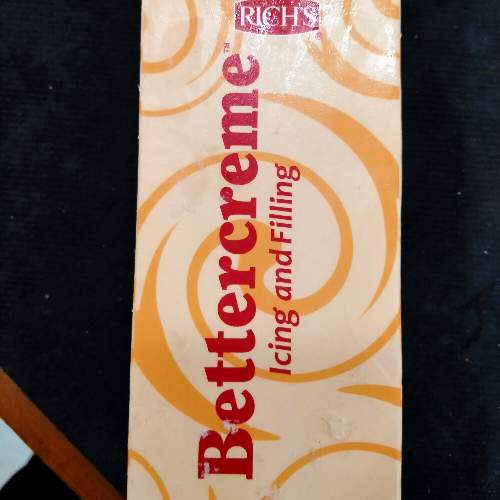 RICH'S
Bettercreme™
Icing and Filling